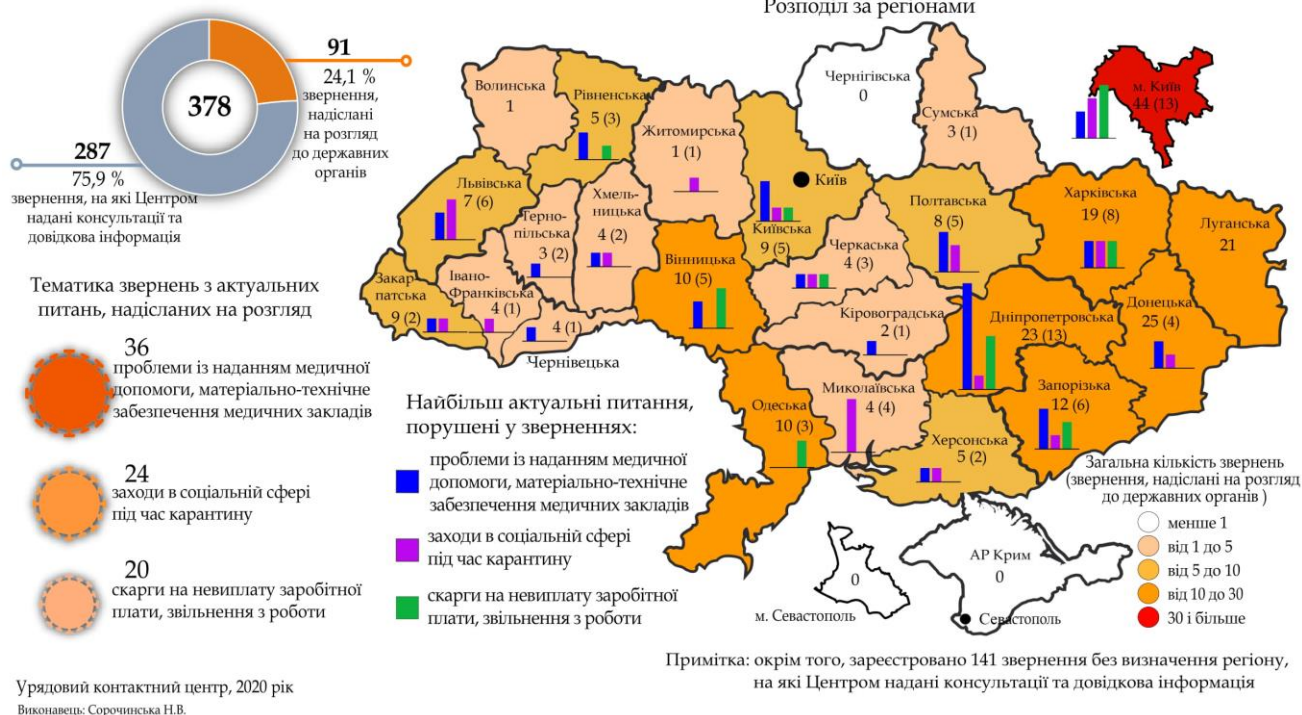 Розподіл за регіонами
378
91
24,1 %
звернення,
надіслані
на розгляд
до державних
органів
287
75,9 %
звернення, на які Центром
надані консультації та
довідкова інформація
Тематика звернень з актуальних
питань, надісланих на розгляд
36
проблеми із наданням медичної
допомоги, матеріально-технічне
забезпечення медичних закладів
24
заходи в соціальній сфері
під час карантину
20
скарги на невиплату заробітної
плати, звільнення з роботи
Волинська
1
Рівненська
5 (3)
Житомирська
1 (1)
Чернігівська
0
Сумська
3 (1)
м. Київ
44 (13)
Львівська
7 (6)
Терно-
пільська
3 (2)
Хмель-
ницька
4 (2)
Київ
Київська
9 (5)
Полтавська
8 (5)
Харківська
19 (8)
Луганська
21
Закар-
патська
9 (2)
Івано-
Франківська
4 (1)
4 (1)
Чернівецька
Вінницька
10 (5)
Черкаська
4 (3)
Кіровоградська
2 (1)
Дніпропетровська
23 (13)
Донецька
25 (4)
Одеська
10 (3)
Миколаївська
4 (4)
Херсонська
5 (2)
Запорізька
12 (6)
АР Крим
0
Севастополь
0
м. Севастополь
Найбільш актуальні питання,
порушені у зверненнях:
проблеми із наданням медичної
допомоги, матеріально-технічне
забезпечення медичних закладів
заходи в соціальній сфері
під час карантину
скарги на невиплату заробітної
плати, звільнення з роботи
Загальна кількість звернень
(звернення, надіслані на розгляд
до державних органів )
менше 1
від 1 до 5
від 5 до 10
від 10 до 30
30 і більше
Примітка: окрім того, зареєстровано 141 звернення без визначення регіону,
на які Центром надані консультації та довідкова інформація
Урядовий контактний центр, 2020 рік
Виконавець: Сорочинська Н.В.